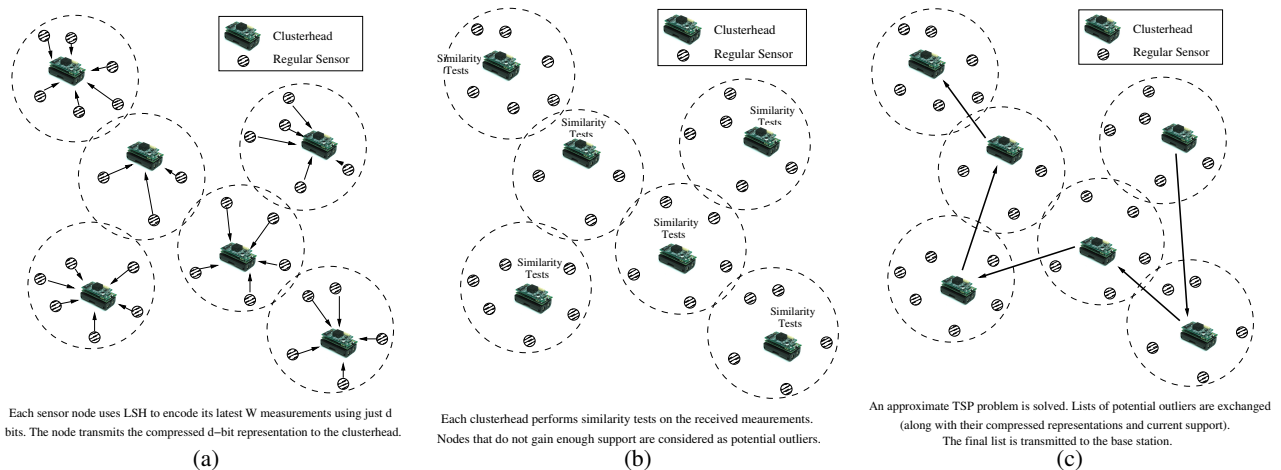 Clusterhead
Regular Sensor
Each sensor node uses LSH to encode its latest W measurements using just d
bits. The node transmits the compressed d−bit representation to the clusterhead.
(a)
Clusterhead
Regular Sensor
Similarity
Tests
Similarity
Tests
Similarity
Tests
Similarity
Tests
Similarity
Tests
Similarity
Tests
Each clusterhead performs similarity tests on the received meaurements.
Nodes that do not gain enough support are considered as potential outliers.
(b)
Clusterhead
Regular Sensor
An approximate TSP problem is solved. Lists of potential outliers are exchanged
(along with their compressed representations and current support).
The final list is transmitted to the base station.
(c)